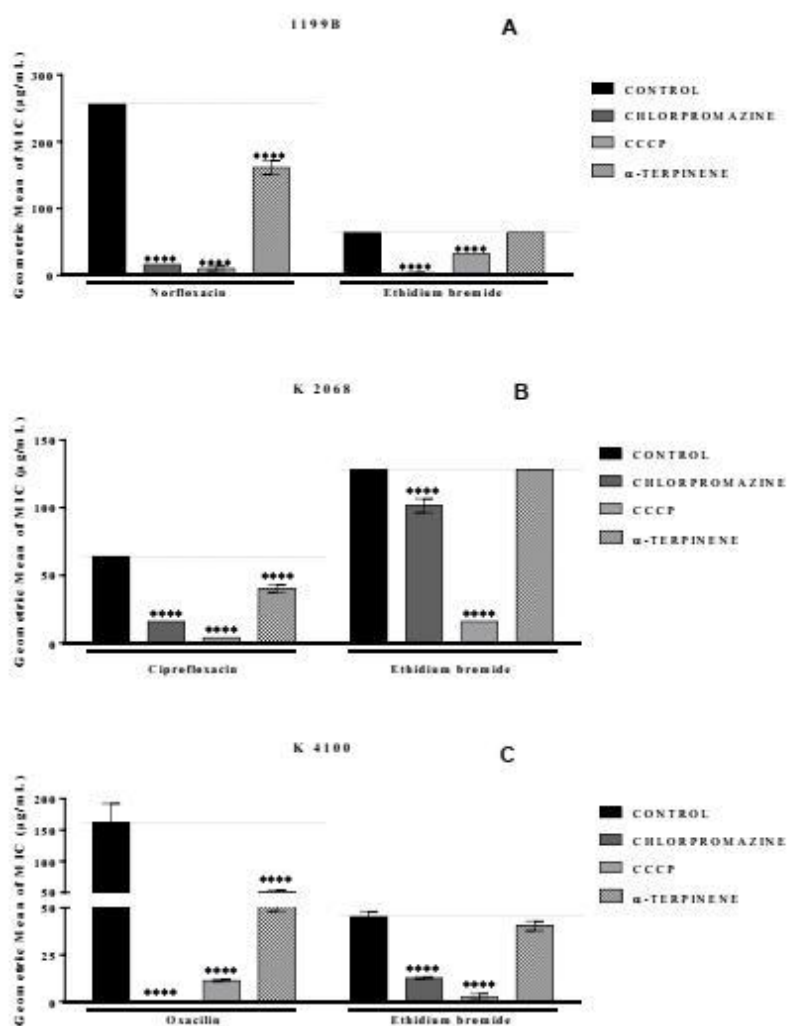 1199B
A
Geometric Mean of MIC (µg/mL)
300
200
100
0
****
****
****
****
****
Norfloxacin
Ethidium bromide
CONTROL
CHLORPROMAZINE
CCCP
α-TERPINENE
K 2068
B
Geometric Mean of MIC (µg/mL)
150
100
50
0
****
****
****
****
****
Ciprofloxacin
Ethidium bromide
CONTROL
CHLORPROMAZINE
CCCP
α-TERPINENE
K 4100
C
Geometric Mean of MIC (µg/mL)
200
150
100
50
50
25
0
****
****
****
****
****
Oxacilin
Ethidium bromide
CONTROL
CHLORPROMAZINE
CCCP
α-TERPINENE